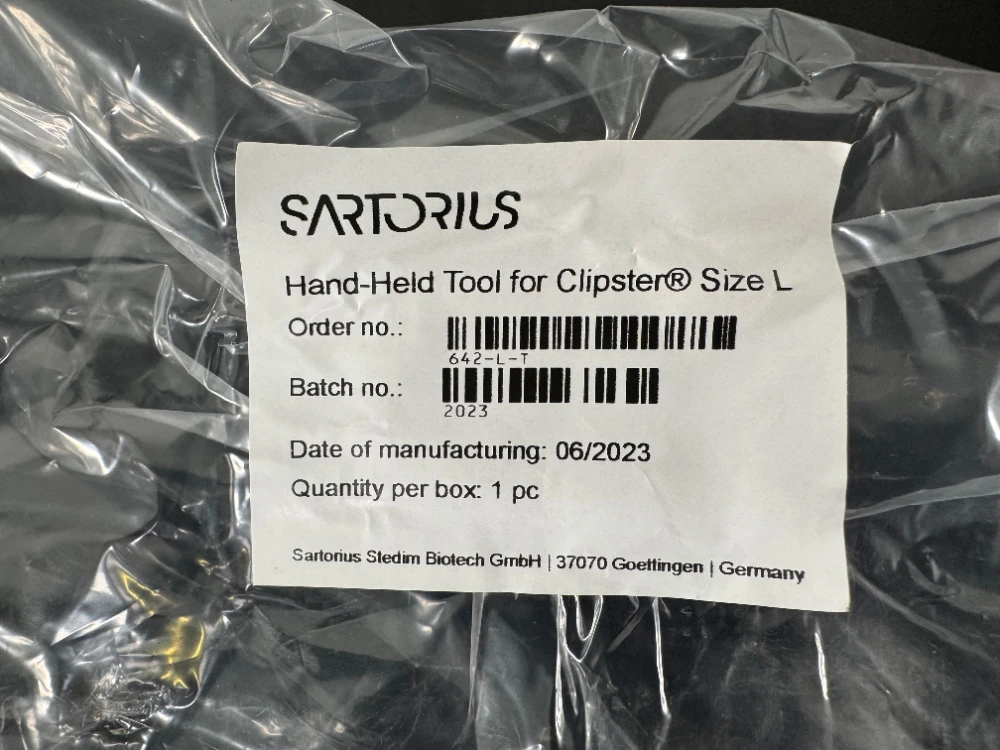 SARTORIUS
Hand-Held Tool for Clipster® Size L
Order no.:
642-L-T
Batch no.:
2023
Date of manufacturing: 06/2023
Quantity per box: 1 pc
Sartorius Stedim Biotech GmbH | 37070 Goettingen | Germany